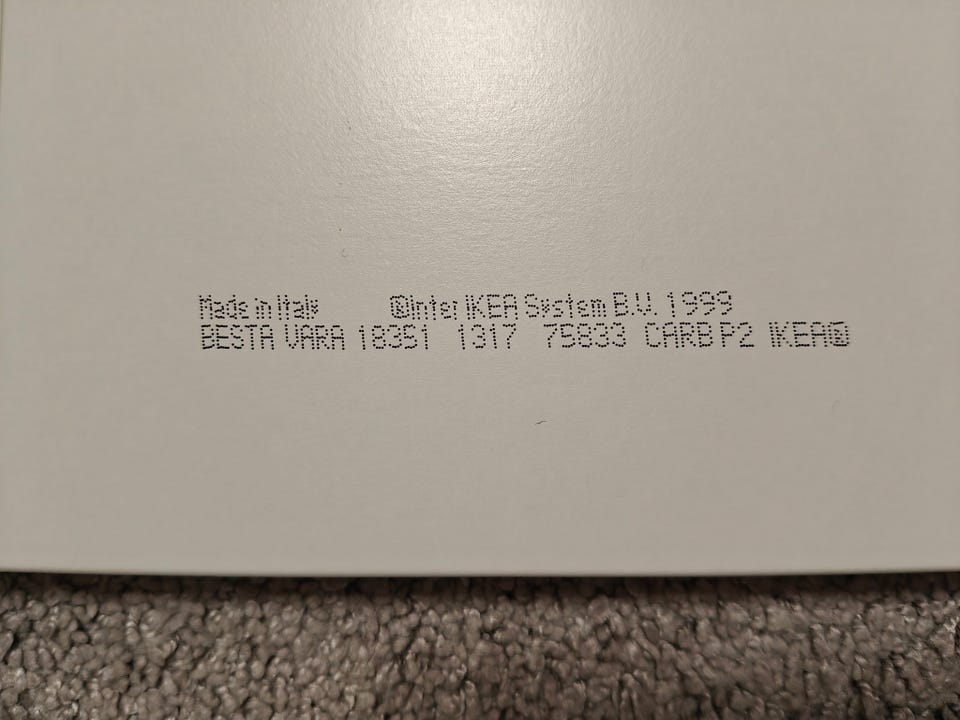 Made in Italy ®Inter IKEA System B.V. 1999
BESTA VARA 18351 1317 75833 CARB P2 IKEA®